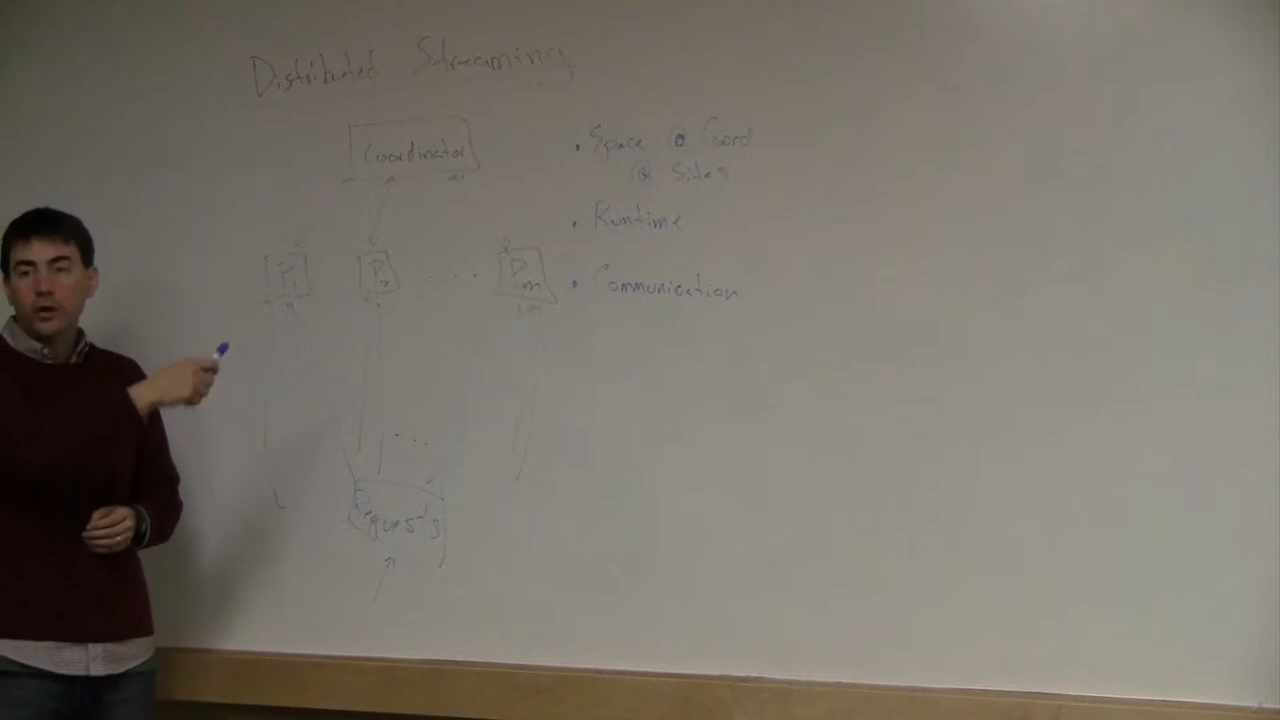 Distributed Streaming
Coordinator
• Space @ Coord
@ Sites
• Runtime
P1 P2 .... Pm
• Communication
...
Requests